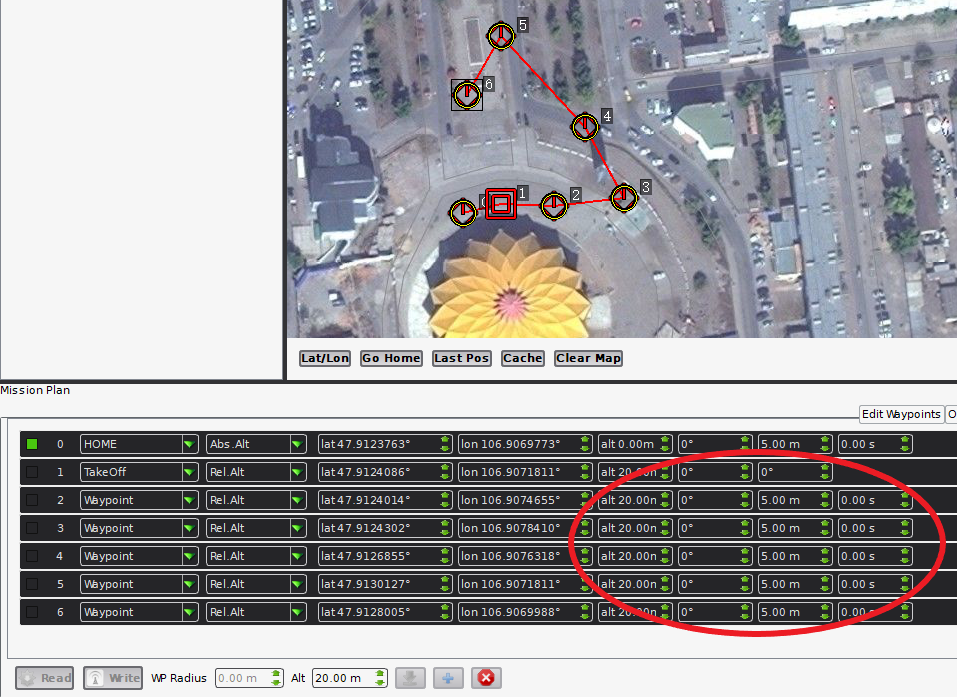 5
6
4
3
2
1
Lat/Lon Go Home Last Pos Cache Clear Map
Mission Plan
Edit Waypoints O
0 HOME Abs.Alt lat 47.9123763° lon 106.9069773° alt 0.00m 0° 5.00 m 0.00 s
1 TakeOff Rel.Alt lat 47.9124086° lon 106.9071811° alt 20.00n 0° 0°
2 Waypoint Rel.Alt lat 47.9124014° lon 106.9074655° alt 20.00n 0° 5.00 m 0.00 s
3 Waypoint Rel.Alt lat 47.9124302° lon 106.9078410° alt 20.00n 0° 5.00 m 0.00 s
4 Waypoint Rel.Alt lat 47.9126855° lon 106.9076318° alt 20.00n 0° 5.00 m 0.00 s
5 Waypoint Rel.Alt lat 47.9130127° lon 106.9071811° alt 20.00n 0° 5.00 m 0.00 s
6 Waypoint Rel.Alt lat 47.9128005° lon 106.9069988° alt 20.00n 0° 5.00 m 0.00 s
Read Write WP Radius 0.00 m Alt 20.00 m